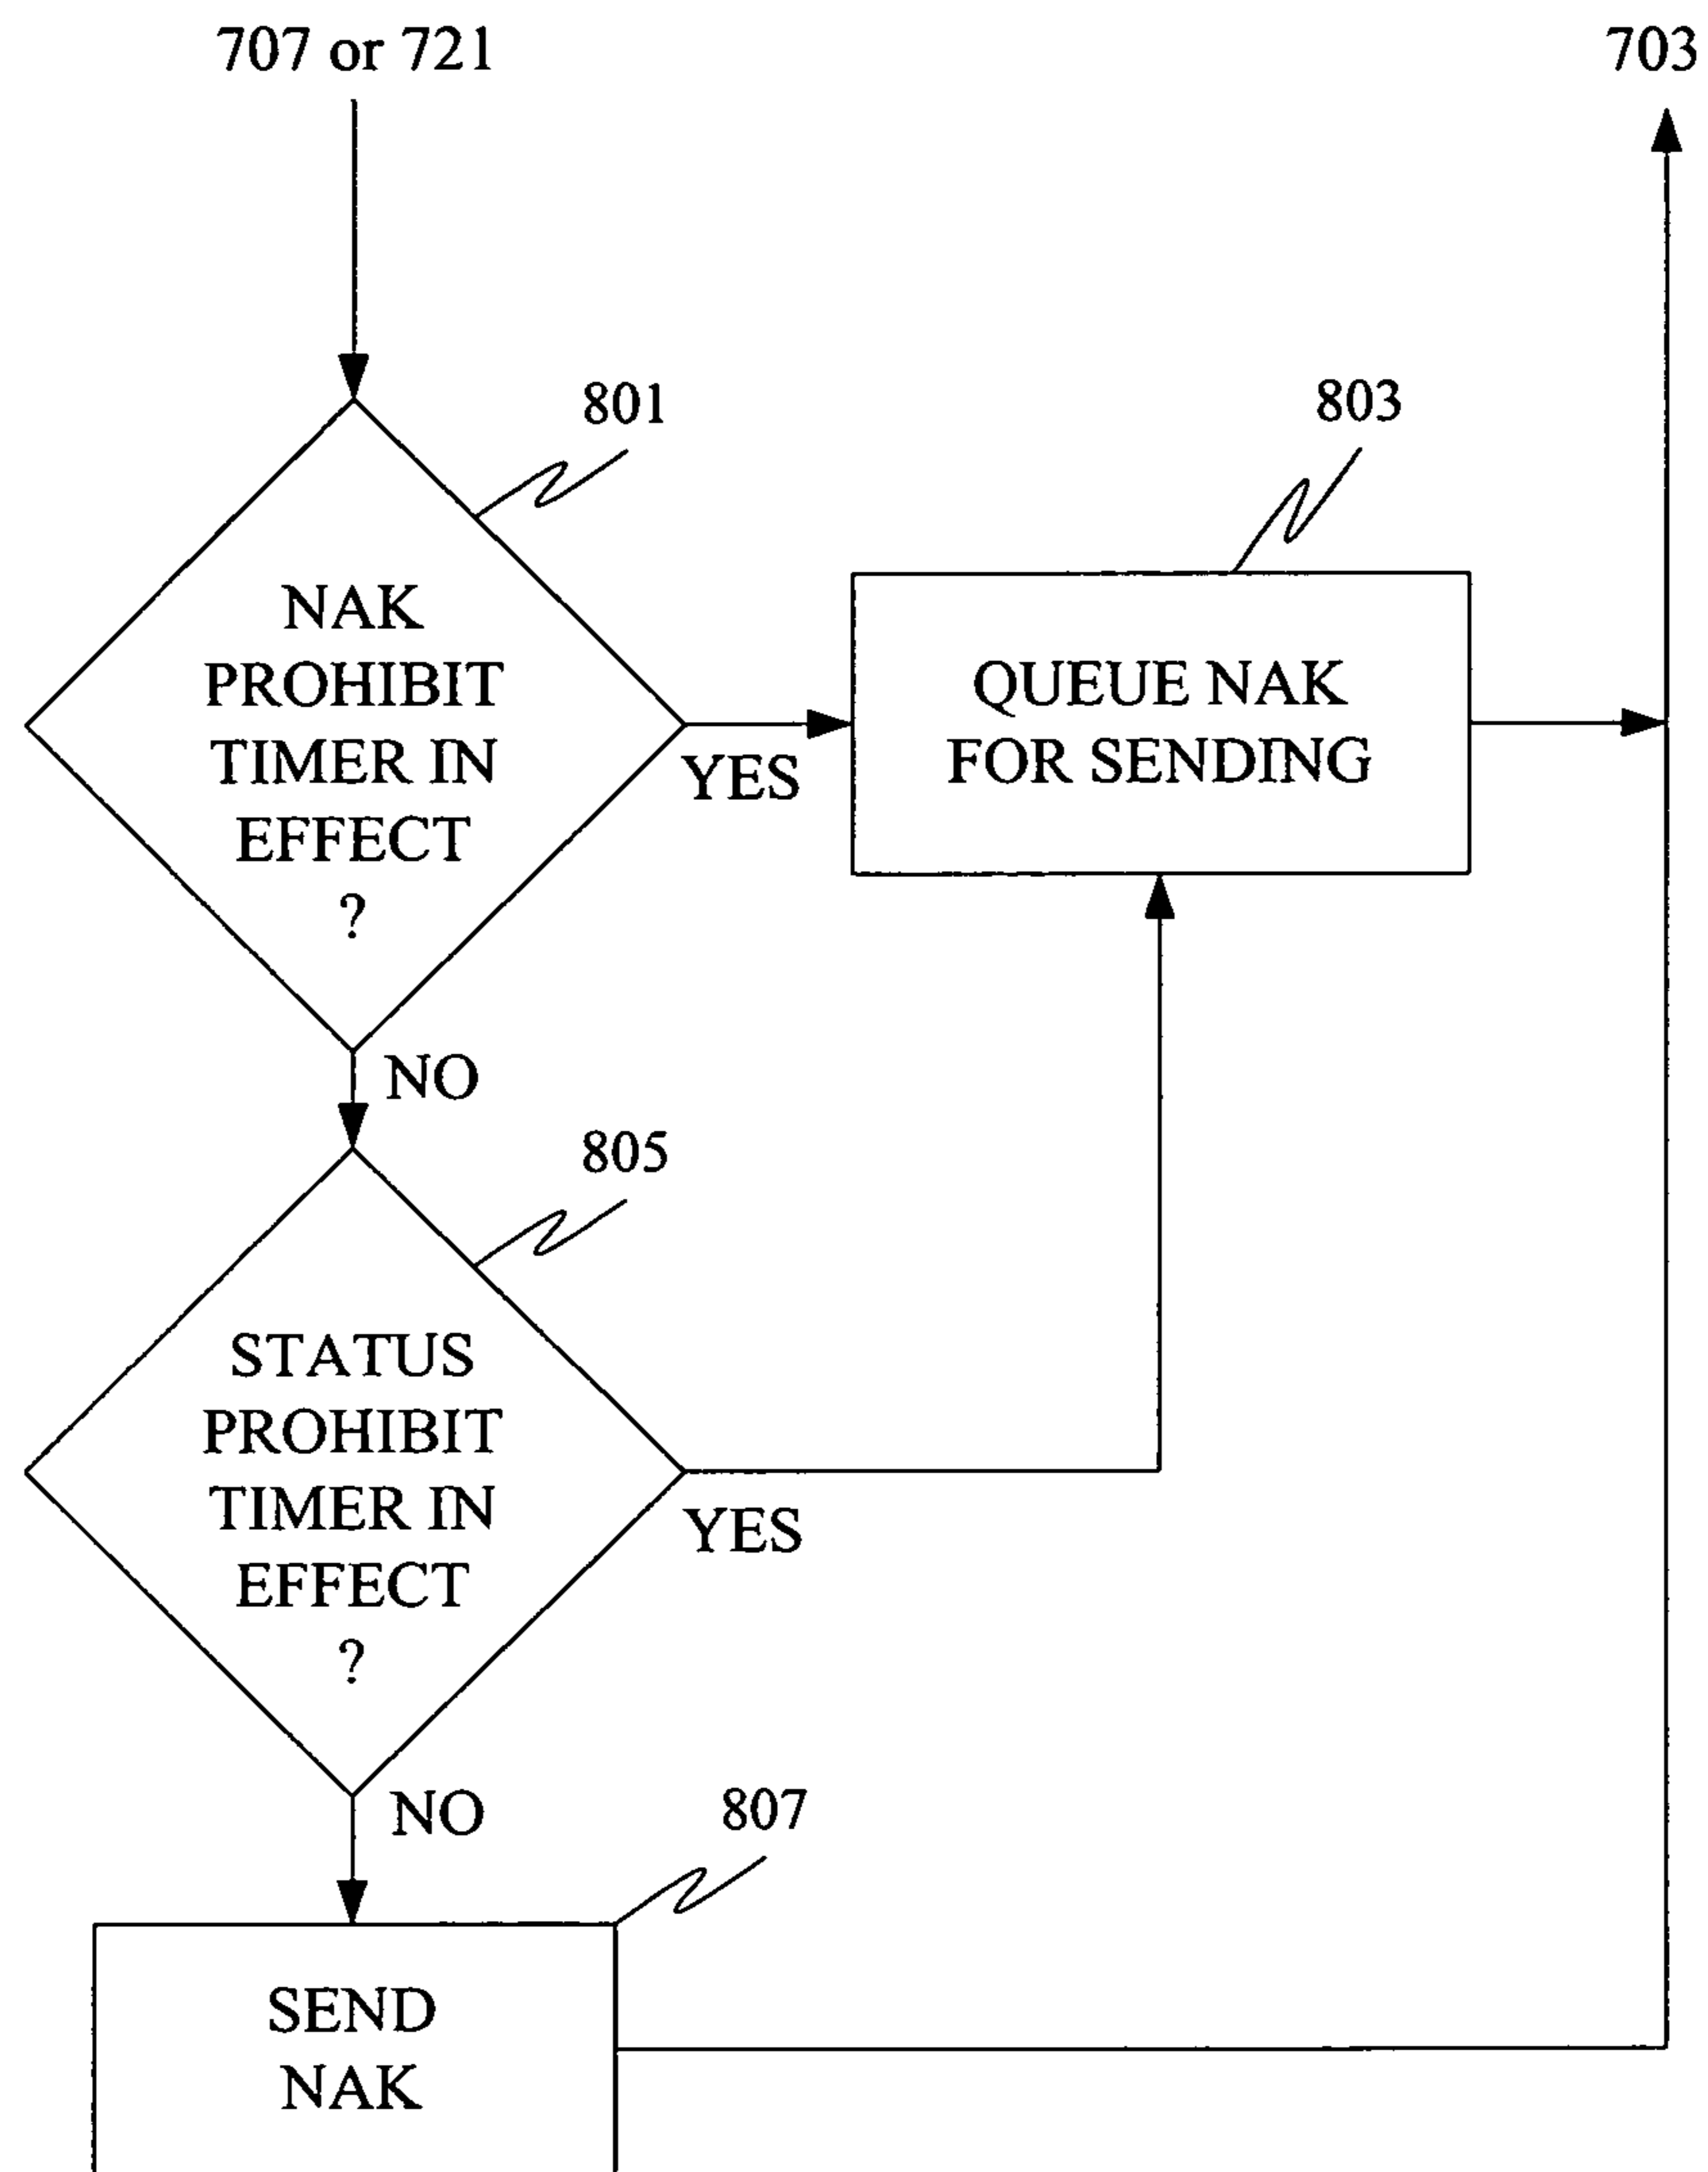 707 or 721
703
801
803
NAK
PROHIBIT
TIMER IN
EFFECT
?
YES
QUEUE NAK
FOR SENDING
NO
805
STATUS
PROHIBIT
TIMER IN
EFFECT
?
YES
NO
807
SEND
NAK